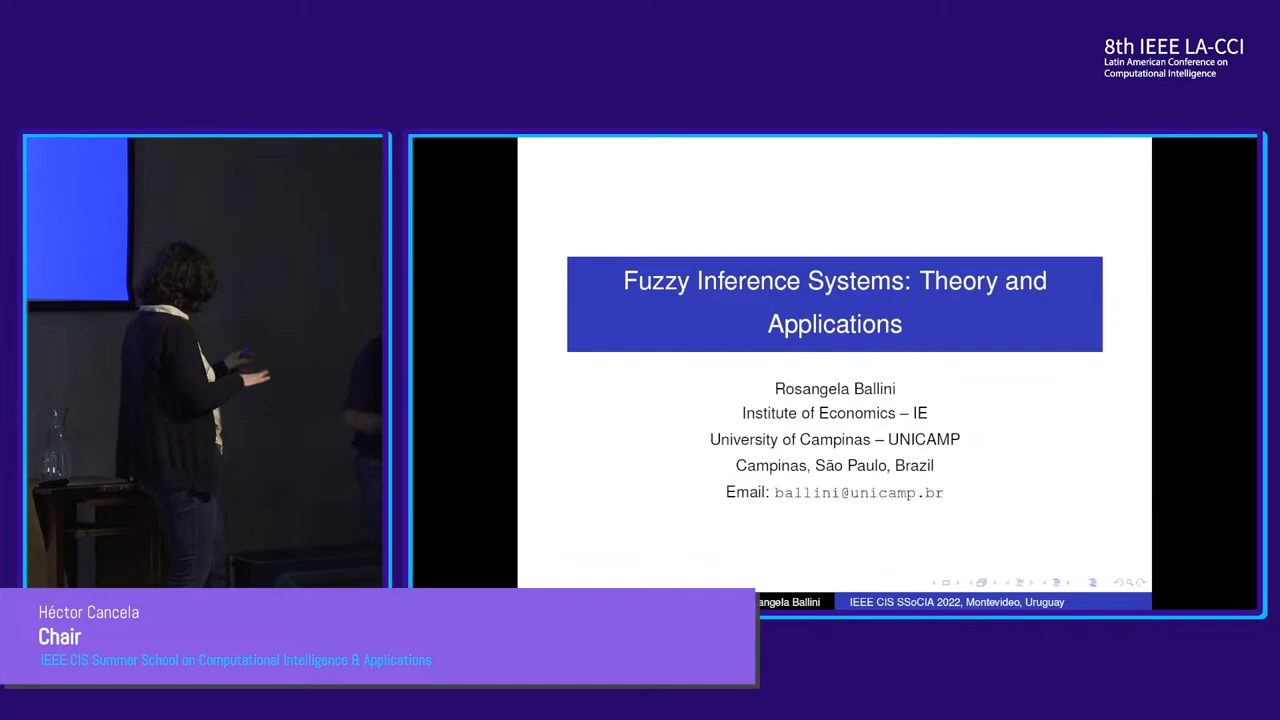 8th IEEE LA-CCI
Latin American Conference on
Computational Intelligence
Fuzzy Inference Systems: Theory and
Applications
Rosangela Ballini
Institute of Economics – IE
University of Campinas – UNICAMP
Campinas, São Paulo, Brazil
Email: ballini@unicamp.br
angela Ballini
IEEE CIS SSoCIA 2022, Montevideo, Uruguay
Héctor Cancela
Chair
IEEE CIS Summer School on Computational Intelligence & Applications